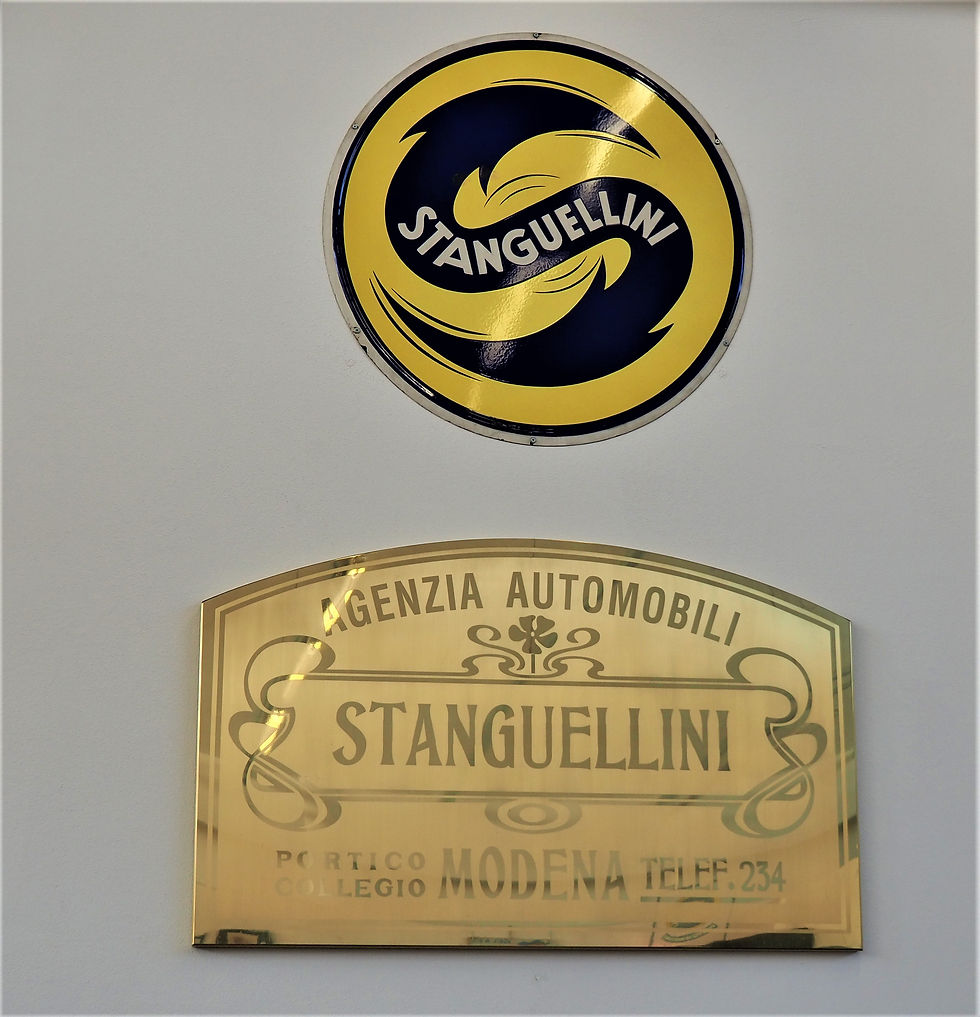 STANGUELLINI
AGENZIA AUTOMOBILI
STANGUELLINI
PORTICO COLLEGIO MODENA TELEF. 234